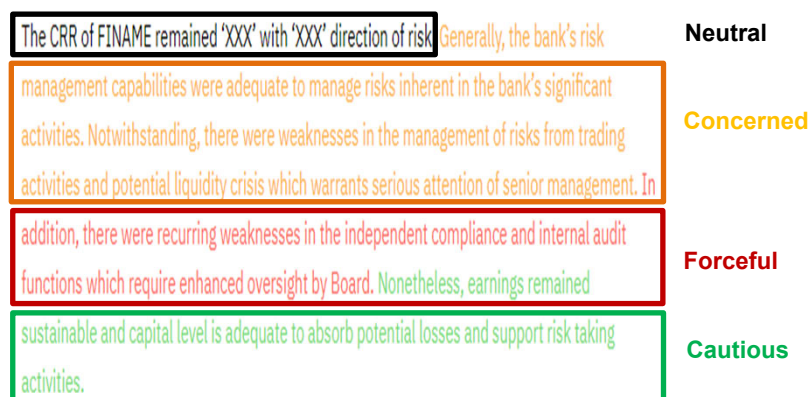 The CRR of FINAME remained ‘XXX’ with ‘XXX’ direction of risk. Generally, the bank’s risk
Neutral
management capabilities were adequate to manage risks inherent in the bank’s significant
activities. Notwithstanding, there were weaknesses in the management of risks from trading
activities and potential liquidity crisis which warrants serious attention of senior management. In
Concerned
addition, there were recurring weaknesses in the independent compliance and internal audit
functions which require enhanced oversight by Board. Nonetheless, earnings remained
Forceful
sustainable and capital level is adequate to absorb potential losses and support risk taking
activities.
Cautious